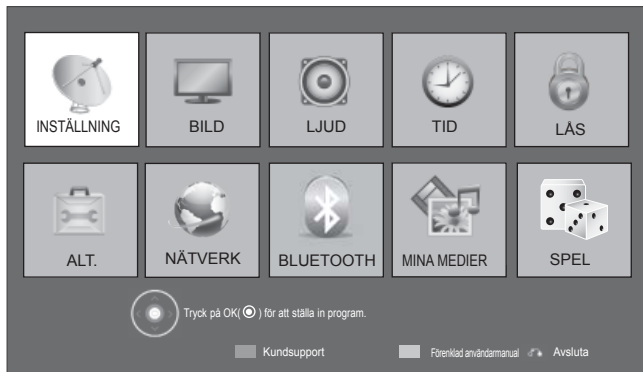 INSTÄLLNING BILD LJUD TID LÅS
ALT. NÄTVERK BLUETOOTH MINA MEDIER SPEL
Tryck på OK( ) för att ställa in program.
Kundsupport Förenklad användarmanual Avsluta